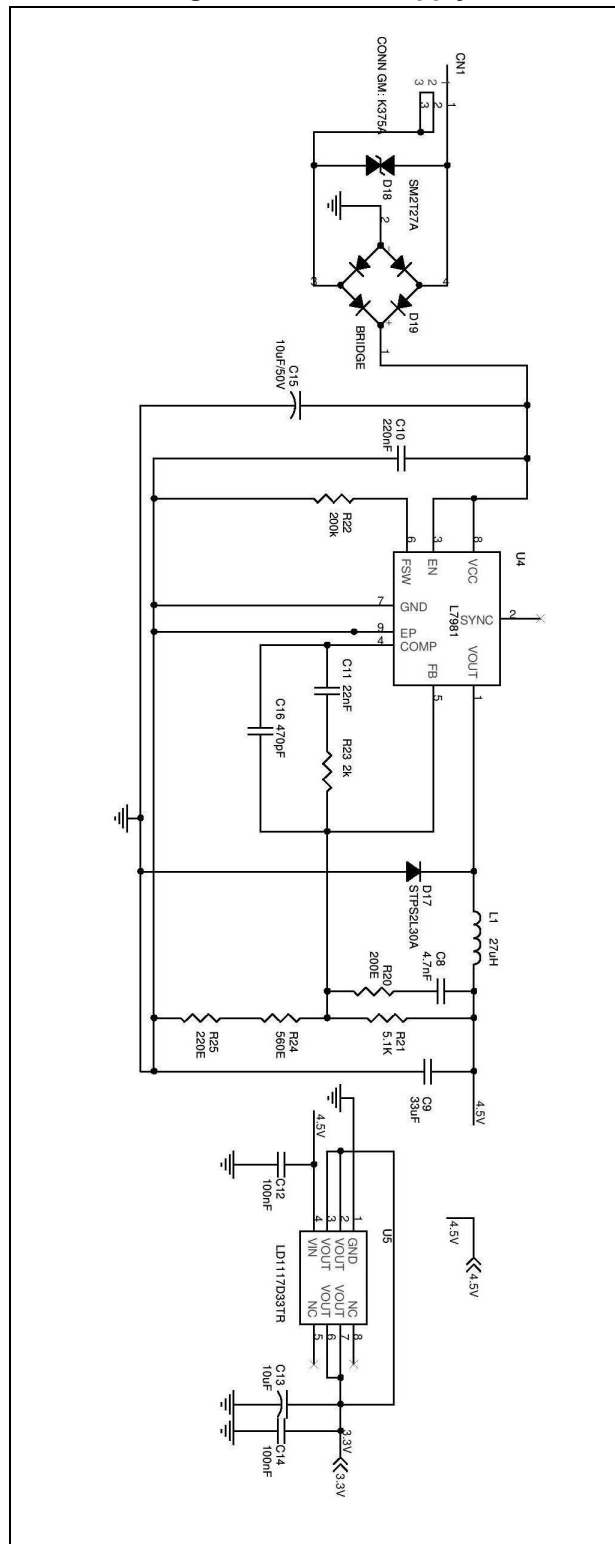 CN1
1
2
3
1
2
3
CONN GM: K375A
SM2T27A
D18
2
-
3
4
D19
+
BRIDGE
1
C15
10uF/50V
C10
220nF
R22
200k
U4
L7981
8
VCC
3
EN
6
FSW
7
GND
9
EP
4
COMP
SYNC
2
VOUT
1
FB
5
C11 22nF
C16 470pF
R23 2k
D17
STPS2L30A
L1
27uH
C8
4.7nF
R20
200E
R21
5.1K
R24
560E
R25
220E
C9
33uF
4.5V
4.5V
4.5V
4.5V
C12
100nF
U5
LD1117D33TR
1
GND
2
VOUT
3
VOUT
4
VIN
NC
8
VOUT
7
VOUT
6
NC
5
C13
10uF
C14
100nF
3.3V
3.3V